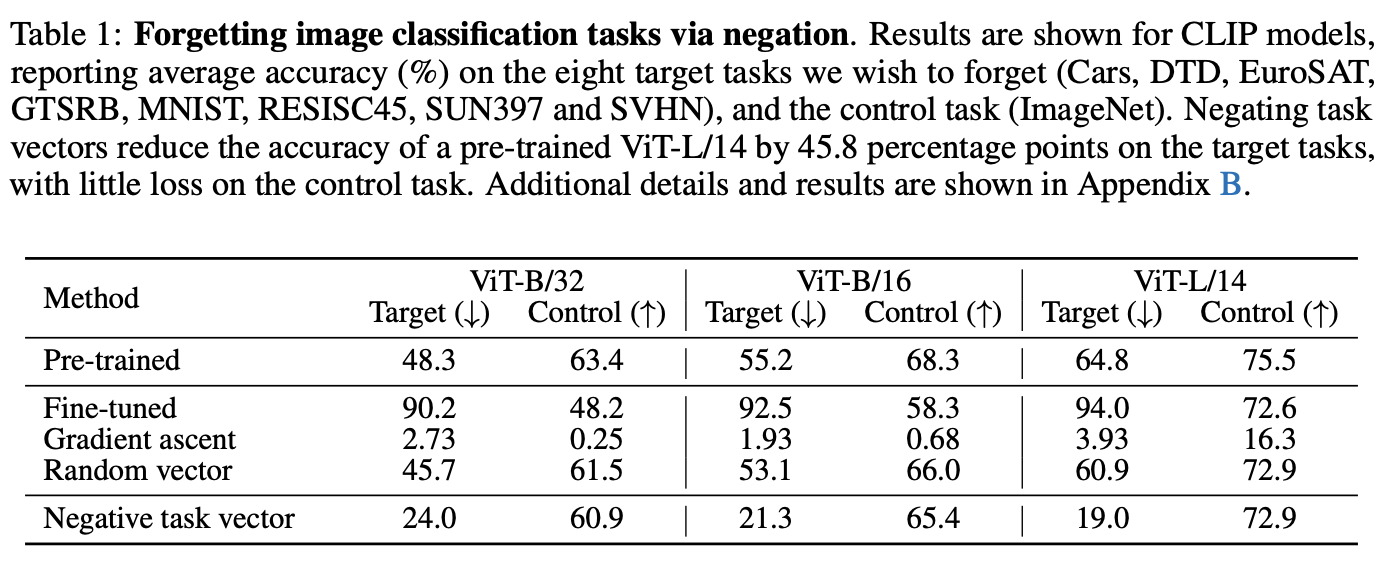 Table 1: Forgetting image classification tasks via negation. Results are shown for CLIP models,
reporting average accuracy (%) on the eight target tasks we wish to forget (Cars, DTD, EuroSAT,
GTSRB, MNIST, RESISC45, SUN397 and SVHN), and the control task (ImageNet). Negating task
vectors reduce the accuracy of a pre-trained ViT-L/14 by 45.8 percentage points on the target tasks,
with little loss on the control task. Additional details and results are shown in Appendix B.
Method ViT-B/32 ViT-B/16 ViT-L/14
Target (↓) Control (↑) Target (↓) Control (↑) Target (↓) Control (↑)
Pre-trained 48.3 63.4 55.2 68.3 64.8 75.5
Fine-tuned 90.2 48.2 92.5 58.3 94.0 72.6
Gradient ascent 2.73 0.25 1.93 0.68 3.93 16.3
Random vector 45.7 61.5 53.1 66.0 60.9 72.9
Negative task vector 24.0 60.9 21.3 65.4 19.0 72.9